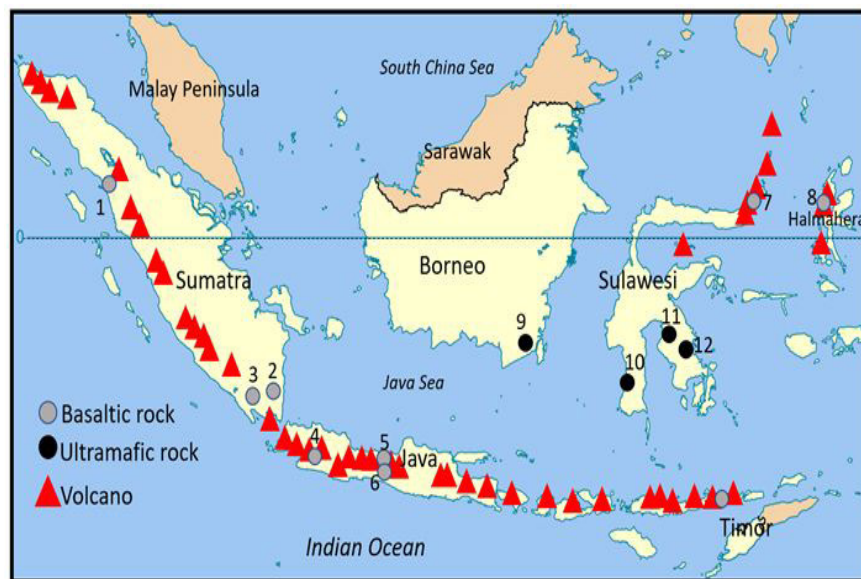 South China Sea
Malay Peninsula
Sarawak
1
7
8
Halmahera
0
Sumatra
Borneo
Sulawesi
9
11
12
10
3
2
Java Sea
Basaltic rock
Ultramafic rock
Volcano
4
5
Java
6
Timor
Indian Ocean